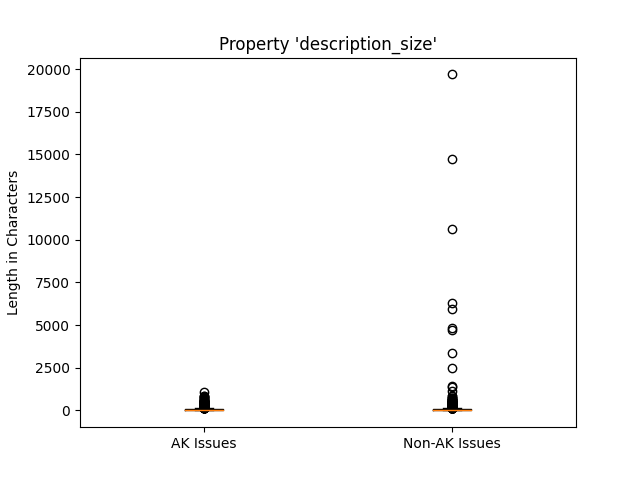 Property 'description_size'
Length in Characters
20000
17500
15000
12500
10000
7500
5000
2500
0
AK Issues
Non-AK Issues